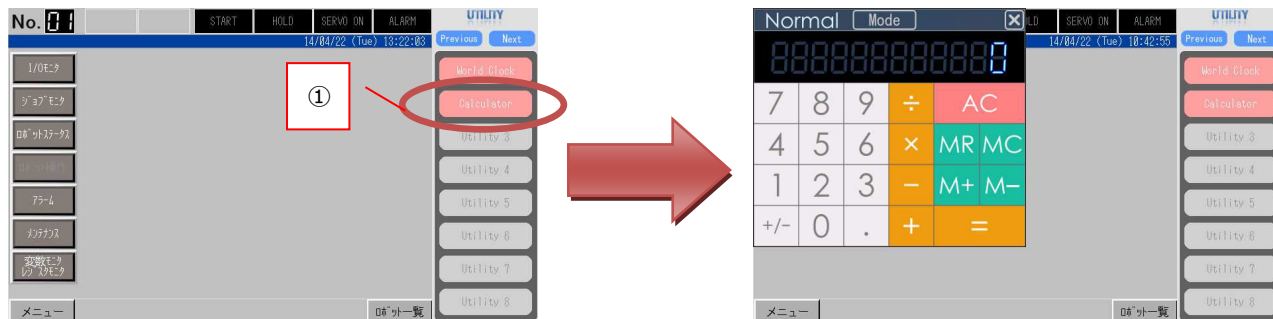 No. 01 START HOLD SERVO ON ALARM UTILITY
14/04/22 (Tue) 13:22:03 Previous Next
I/Oモニタ
ジョブモニタ
ロボットステータス
アラーム
メンテナンス
変数モニタ
レジスタモニタ
メニュー ロボット一覧
①
World Clock
Calculator
Utility 3
Utility 4
Utility 5
Utility 6
Utility 7
Utility 8
Normal Mode X LD SERVO ON ALARM UTILITY
14/04/22 (Tue) 10:42:55 Previous Next
0
7 8 9 ÷ AC
4 5 6 × MR MC
1 2 3 − M+ M−
+/- 0 . + =
メニュー ロボット一覧
World Clock
Calculator
Utility 3
Utility 4
Utility 5
Utility 6
Utility 7
Utility 8